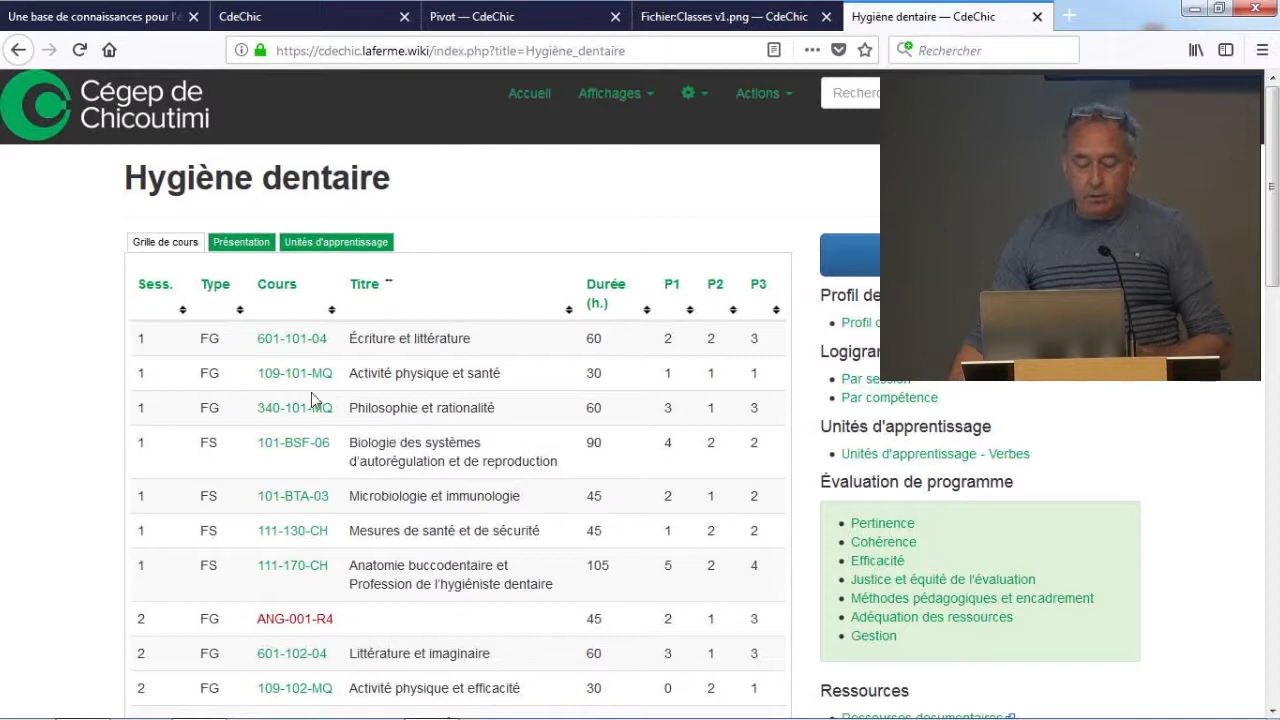 Une base de connaissances pour l'é
CdeChic
Pivot — CdeChic
Fichier:Classes v1.png — CdeChic
Hygiène dentaire — CdeChic
https://cdechic.laferme.wiki/index.php?title=Hygiène_dentaire
Rechercher
Cégep de
Chicoutimi
Accueil
Affichages
Actions
Hygiène dentaire
Grille de cours
Présentation
Unités d'apprentissage
Sess. Type Cours Titre Durée (h.) P1 P2 P3
1 FG 601-101-04 Écriture et littérature 60 2 2 3
1 FG 109-101-MQ Activité physique et santé 30 1 1 1
1 FG 340-101-MQ Philosophie et rationalité 60 3 1 3
1 FS 101-BSF-06 Biologie des systèmes 90 4 2 2
d'autorégulation et de reproduction
1 FS 101-BTA-03 Microbiologie et immunologie 45 2 1 2
1 FS 111-130-CH Mesures de santé et de sécurité 45 1 2 2
1 FS 111-170-CH Anatomie buccodentaire et 105 5 2 4
Profession de l'hygiéniste dentaire
2 FG ANG-001-R4 45 2 1 3
2 FG 601-102-04 Littérature et imaginaire 60 3 1 3
2 FG 109-102-MQ Activité physique et efficacité 30 0 2 1
Profil de
Profil
Par session
Par compétence
Unités d'apprentissage
Unités d'apprentissage - Verbes
Évaluation de programme
Pertinence
Cohérence
Efficacité
Justice et équité de l'évaluation
Méthodes pédagogiques et encadrement
Adéquation des ressources
Gestion
Ressources
Ressources documentaires